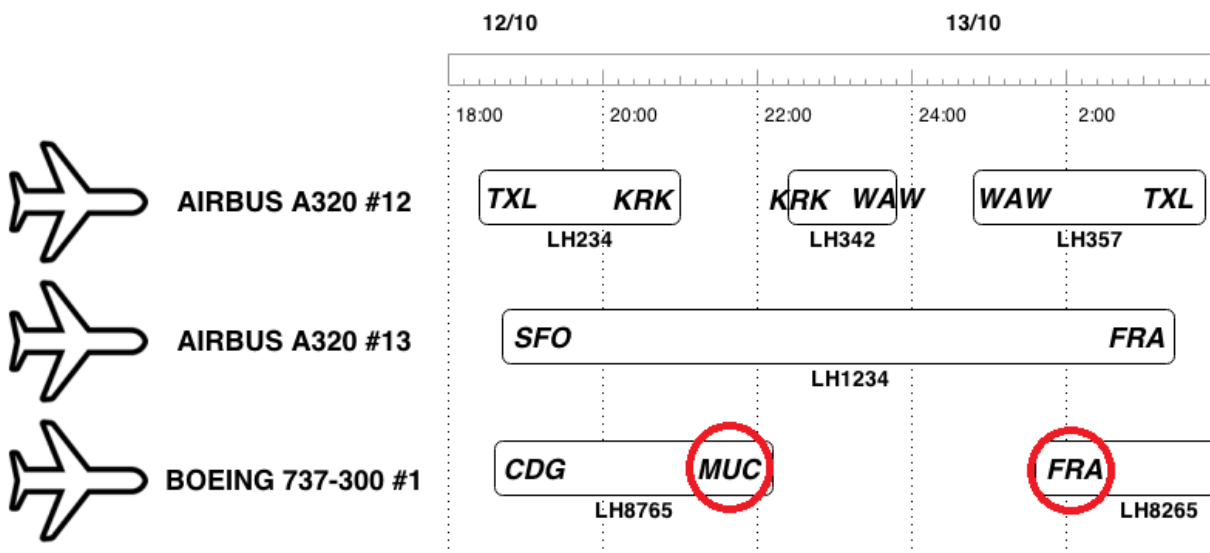 12/10 13/10
18:00 20:00 22:00 24:00 2:00
AIRBUS A320 #12 TXL KRK KRK WAW WAW TXL
LH234 LH342 LH357
AIRBUS A320 #13 SFO FRA
LH1234
BOEING 737-300 #1 CDG MUC FRA
LH8765 LH8265